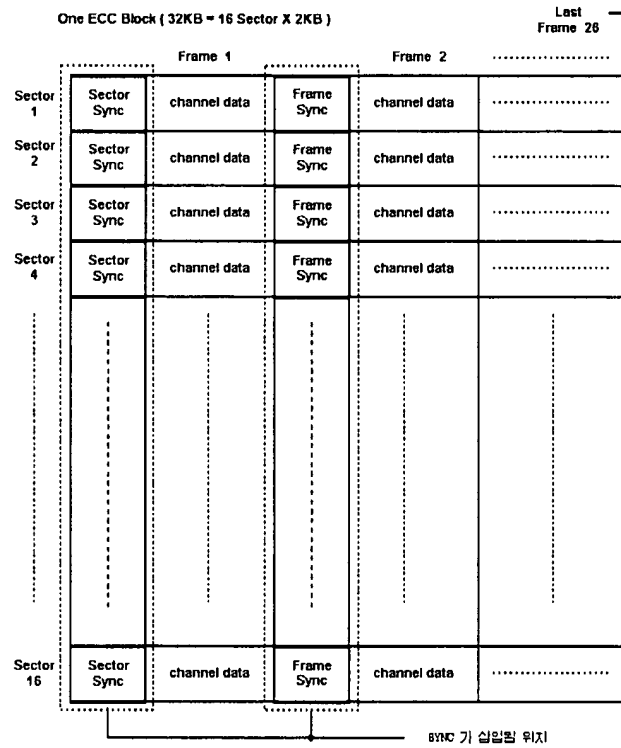 One ECC Block ( 32KB = 16 Sector X 2KB )
Last
Frame 26
Frame 1
Frame 2
Sector
1
Sector
Sync
channel data
Frame
Sync
channel data
Sector
2
Sector
Sync
channel data
Frame
Sync
channel data
Sector
3
Sector
Sync
channel data
Frame
Sync
channel data
Sector
4
Sector
Sync
channel data
Frame
Sync
channel data
Sector
16
Sector
Sync
channel data
Frame
Sync
channel data
SYNC 가 삽입될 위치